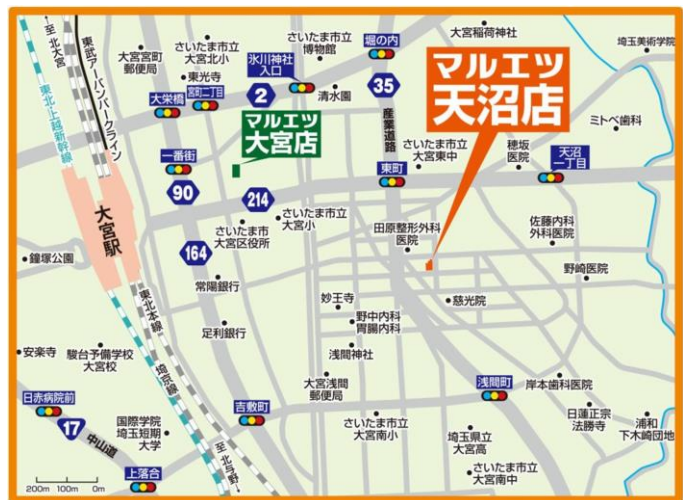 至北大宮
東武アーバンパークライン
東北・上越新幹線
大宮宮町
郵便局
さいたま市立
大宮北小
東光寺
大栄橋
宮町二丁目
さいたま市立
博物館
氷川神社
入口
2
清水園
堀の内
35
産業道路
大宮稲荷神社
埼玉美術学院
マルエツ
天沼店
ミトベ歯科
マルエツ
大宮店
一番街
90
214
東町
さいたま市立
大宮東中
穂坂
医院
天沼
一丁目
大宮駅
さいたま市
大宮区役所
さいたま市立
大宮小
164
田原整形外科
医院
佐藤内科
外科医院
鐘塚公園
常陽銀行
野崎医院
慈光院
妙王寺
野中内科
胃腸内科
足利銀行
浅間神社
東北本線
埼京線
安楽寺
駿台予備学校
大宮校
大宮浅間
郵便局
浅間町
岸本歯科医院
日赤病院前
17
中山道
国際学院
埼玉短期
大学
吉敷町
さいたま市立
大宮南小
埼玉県立
大宮高
日蓮正宗
法勝寺
浦和
下木崎団地
上落合
至北与野
さいたま市立
大宮南中
200m 100m 0m